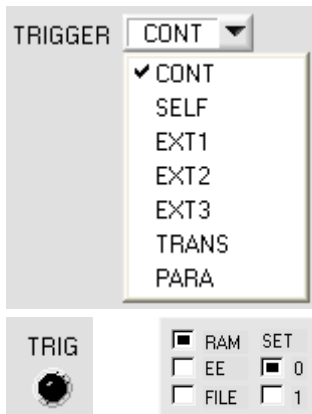 TRIGGER CONT
CONT
SELF
EXT1
EXT2
EXT3
TRANS
PARA
TRIG
RAM SET
EE 0
FILE 1